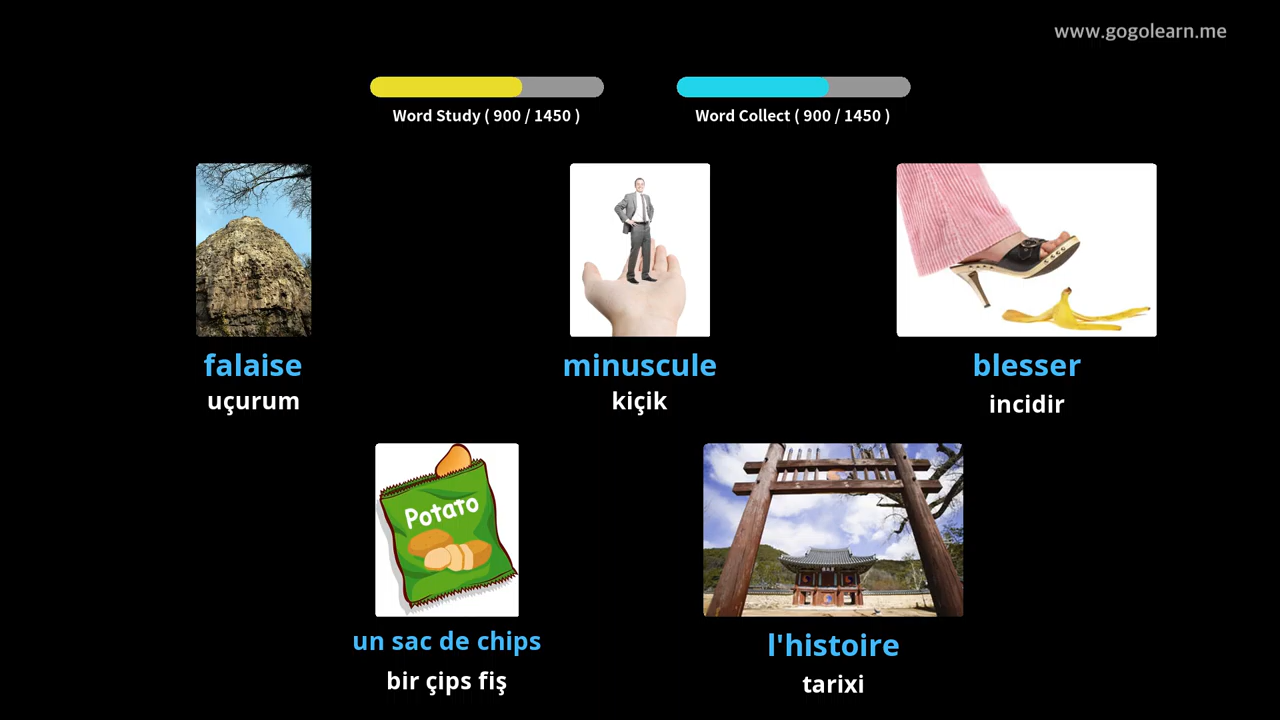 www.gogolearn.me
Word Study ( 900 / 1450 )
Word Collect ( 900 / 1450 )
falaise
uçurum
minuscule
kiçik
blesser
incidir
Potato
un sac de chips
bir çips fiş
l'histoire
tarixi